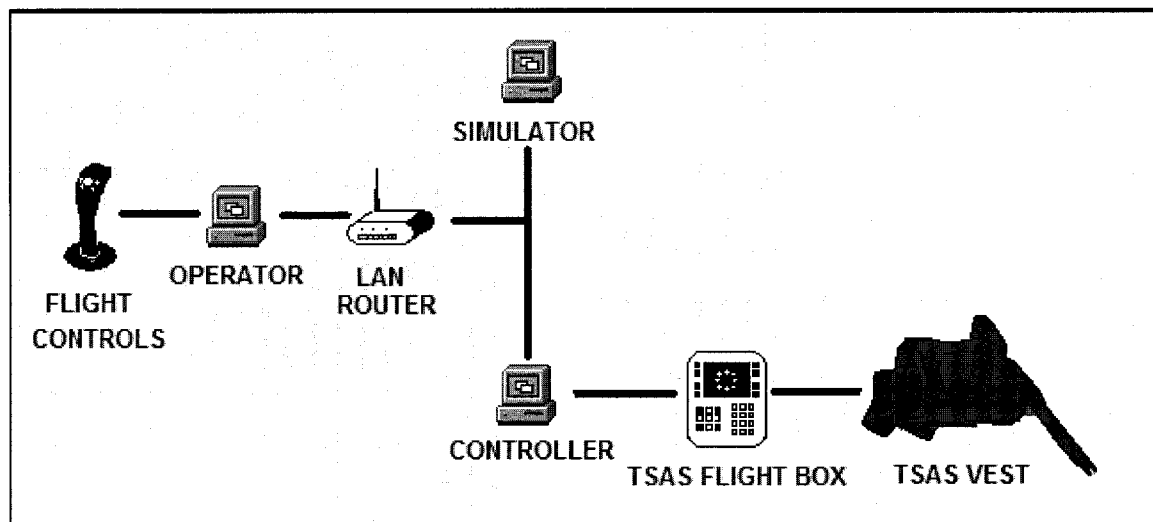 SIMULATOR
OPERATOR
LAN
ROUTER
FLIGHT
CONTROLS
CONTROLLER
TSAS FLIGHT BOX
TSAS VEST